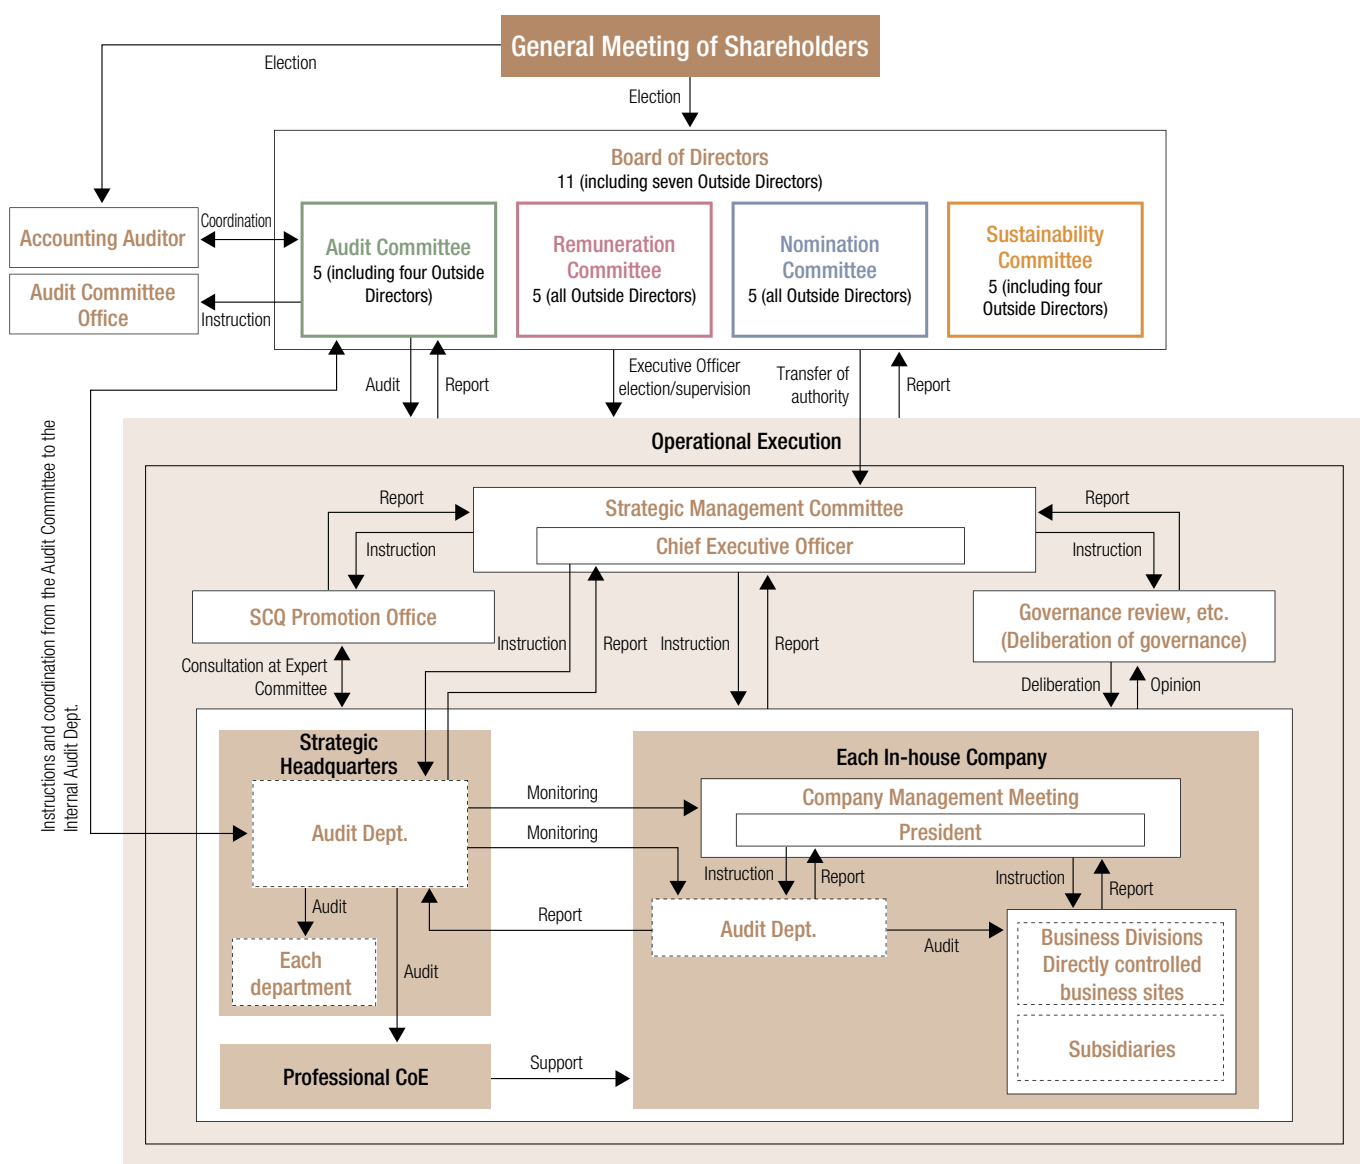 General Meeting of Shareholders
Election
Election
Board of Directors
11 (including seven Outside Directors)
Accounting Auditor
Coordination
Audit Committee
5 (including four Outside
Directors)
Remuneration
Committee
5 (all Outside Directors)
Nomination
Committee
5 (all Outside Directors)
Sustainability
Committee
5 (including four
Outside Directors)
Audit Committee
Office
Instruction
Audit
Report
Executive Officer
election/supervision
Transfer of
authority
Report
Instructions and coordination from the Audit Committee to the
Internal Audit Dept.
Operational Execution
Report
Instruction
Strategic Management Committee
Chief Executive Officer
Report
Instruction
SCQ Promotion Office
Governance review, etc.
(Deliberation of governance)
Instruction
Report
Instruction
Report
Consultation at Expert
Committee
Deliberation
Opinion
Strategic
Headquarters
Audit Dept.
Monitoring
Monitoring
Report
Audit
Each
department
Audit
Each In-house Company
Company Management Meeting
President
Instruction
Report
Instruction
Report
Audit Dept.
Audit
Business Divisions
Directly controlled
business sites
Subsidiaries
Professional CoE
Support